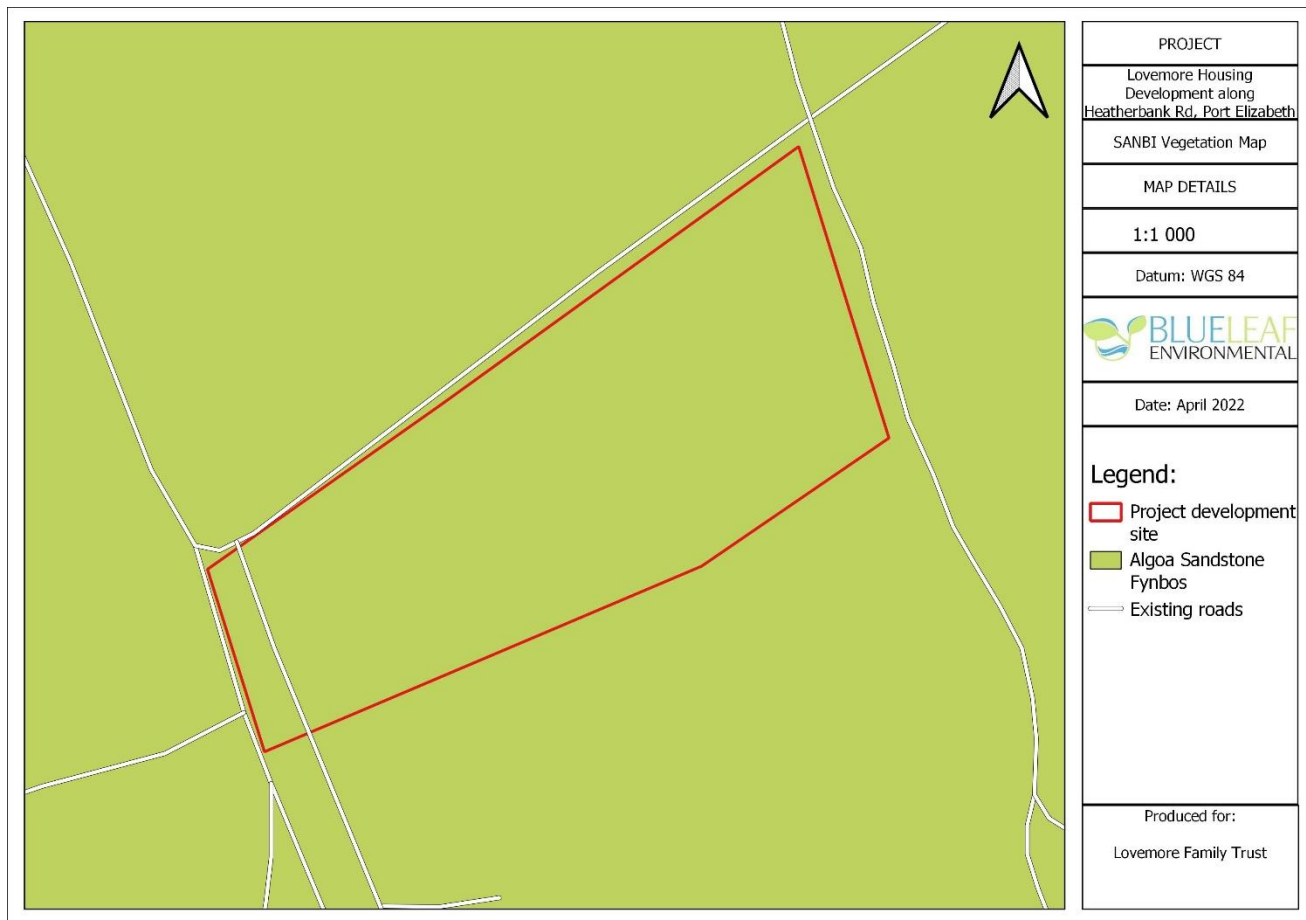 PROJECT
Lovemore Housing
Development along
Heatherbank Rd, Port Elizabeth
SANBI Vegetation Map
MAP DETAILS
1:1 000
Datum: WGS 84
BLUELEAF
ENVIRONMENTAL
Date: April 2022
Legend:
Project development
site
Algoa Sandstone
Fynbos
Existing roads
Produced for:
Lovemore Family Trust